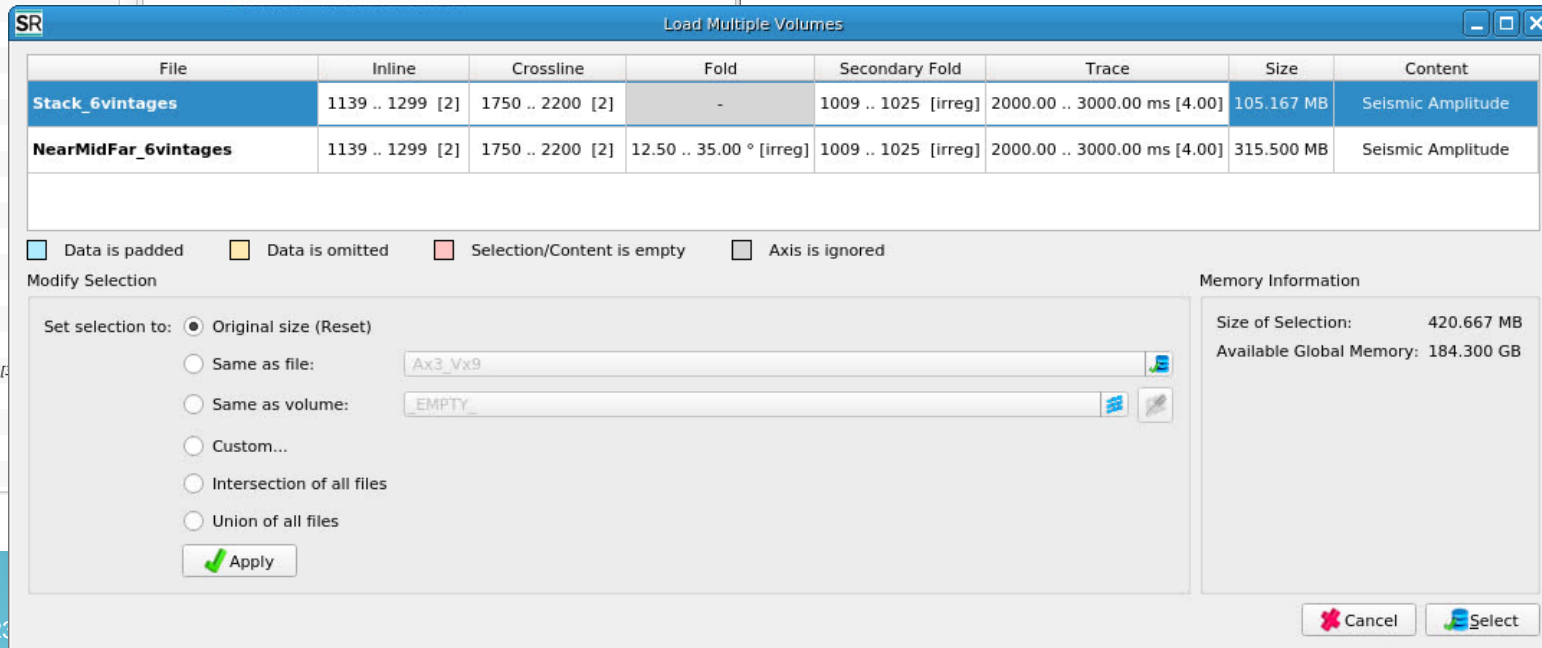 SR Load Multiple Volumes
File Inline Crossline Fold Secondary Fold Trace Size Content
Stack_6vintages 1139 .. 1299 [2] 1750 .. 2200 [2] - 1009 .. 1025 [irreg] 2000.00 .. 3000.00 ms [4.00] 105.167 MB Seismic Amplitude
NearMidFar_6vintages 1139 .. 1299 [2] 1750 .. 2200 [2] 12.50 .. 35.00 ° [irreg] 1009 .. 1025 [irreg] 2000.00 .. 3000.00 ms [4.00] 315.500 MB Seismic Amplitude
Data is padded Data is omitted Selection/Content is empty Axis is ignored
Modify Selection
Set selection to: Original size (Reset)
Same as file: Ax3_Vx9
Same as volume: _EMPTY_
Custom...
Intersection of all files
Union of all files
Apply
Memory Information
Size of Selection: 420.667 MB
Available Global Memory: 184.300 GB
Cancel Select